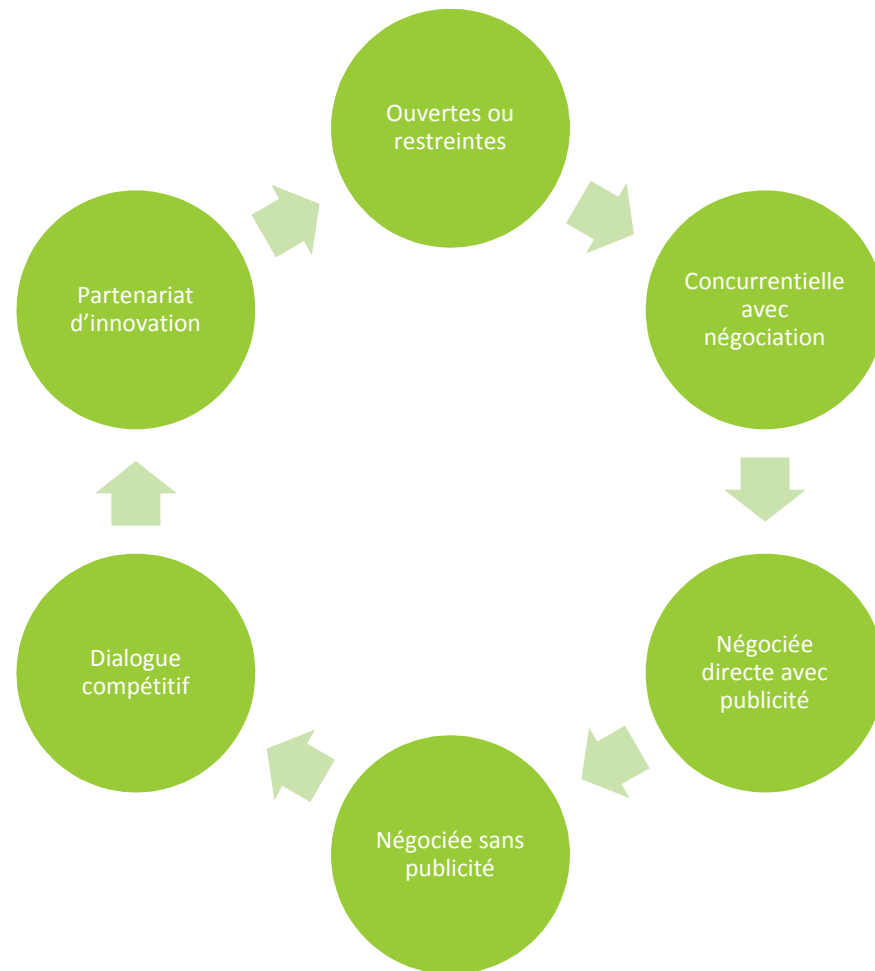 Ouvertes ou
restreintes
Concurrentielle
avec
négociation
Négociée
directe avec
publicité
Négociée sans
publicité
Dialogue
compétitif
Partenariat
d’innovation